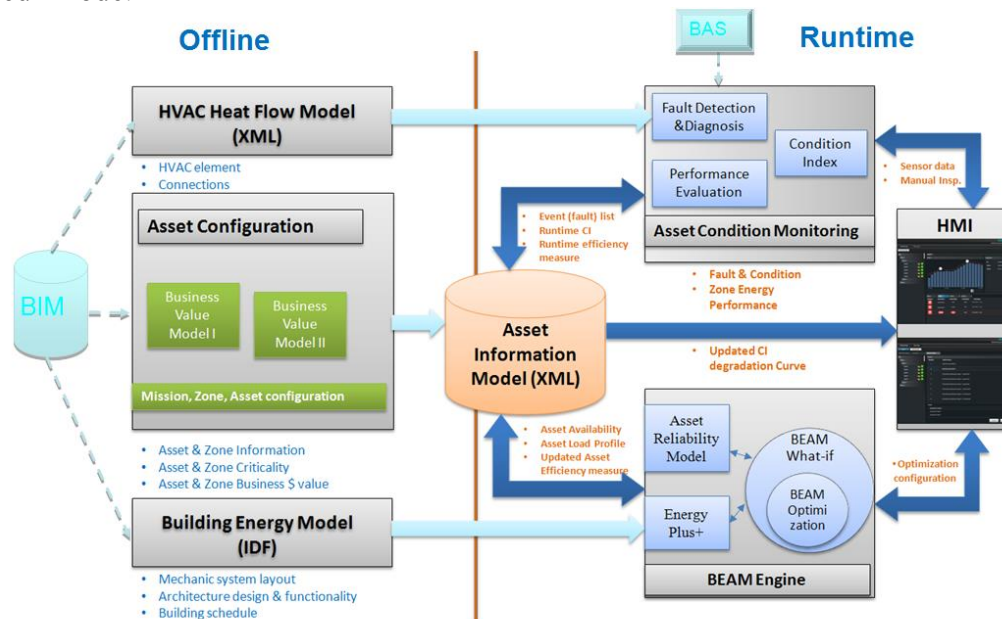 Offline
BAS
Runtime
HVAC Heat Flow Model
(XML)
• HVAC element
• Connections
Fault Detection
&Diagnosis
Condition
Index
Performance
Evaluation
Asset Condition Monitoring
• Sensor data
• Manual Insp.
Asset Configuration
Business
Value
Model I
Business
Value
Model II
Mission, Zone, Asset configuration
BIM
• Event (fault) list
• Runtime CI
• Runtime efficiency
measure
HMI
• Fault & Condition
• Zone Energy
Performance
Asset
Information
Model (XML)
• Updated CI
degradation Curve
• Asset & Zone Information
• Asset & Zone Criticality
• Asset & Zone Business $ value
• Asset Availability
• Asset Load Profile
• Updated Asset
Efficiency measure
Asset
Reliability
Model
BEAM
What-if
BEAM
Optimi
zation
Energy
Plus+
BEAM Engine
•Optimization
configuration
Building Energy Model
(IDF)
• Mechanic system layout
• Architecture design & functionality
• Building schedule